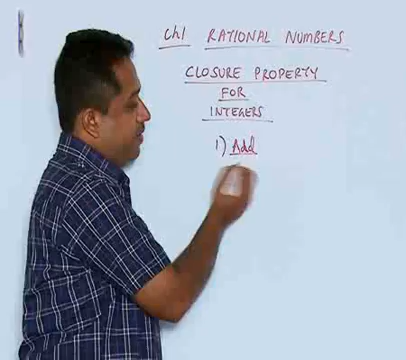 Ch1 RATIONAL NUMBERS
CLOSURE PROPERTY
FOR
INTEGERS
1) Add